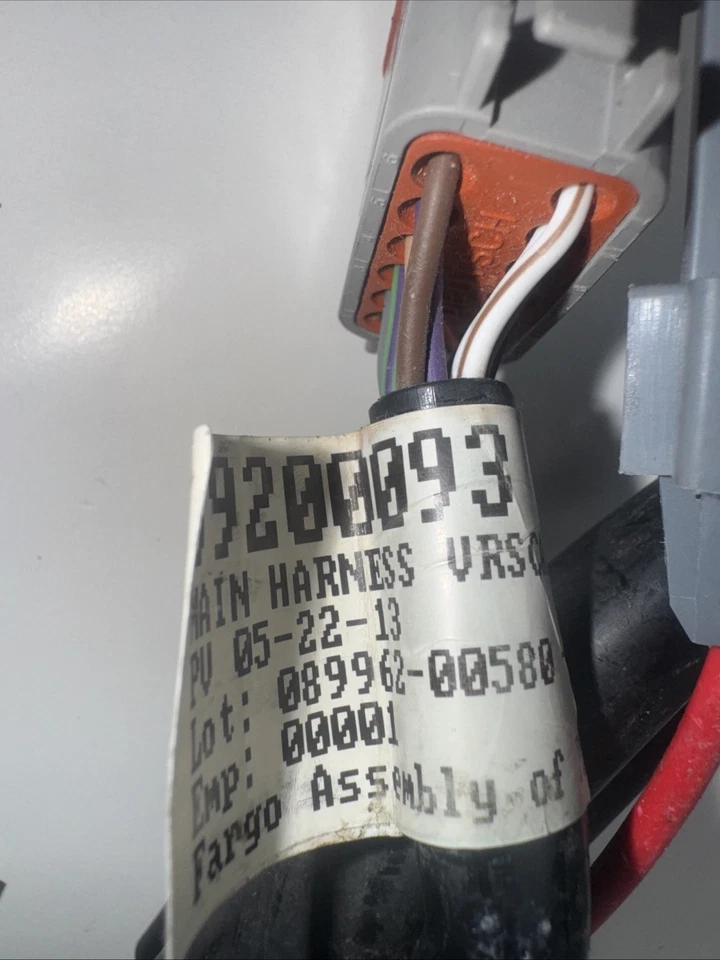 9200093
MAIN HARNESS VRSC
PV 05-22-13
Lot: 089962-00580
Emp: 00001
Fargo Assembly of